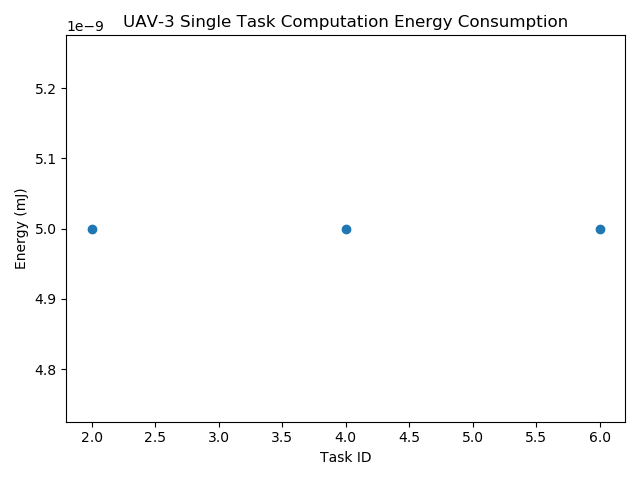 UAV-3 Single Task Computation Energy Consumption
1e−9
5.2
5.1
5.0
4.9
4.8
Energy (mJ)
2.0 2.5 3.0 3.5 4.0 4.5 5.0 5.5 6.0
Task ID